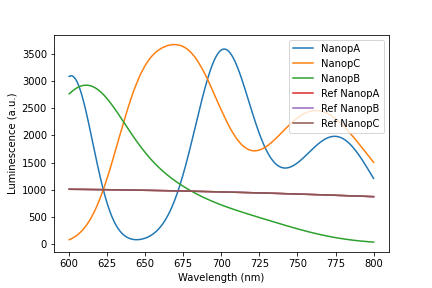 3500
3000
2500
2000
1500
1000
500
0
Luminescence (a.u.)
NanopA
NanopC
NanopB
Ref NanopA
Ref NanopB
Ref NanopC
600 625 650 675 700 725 750 775 800
Wavelength (nm)